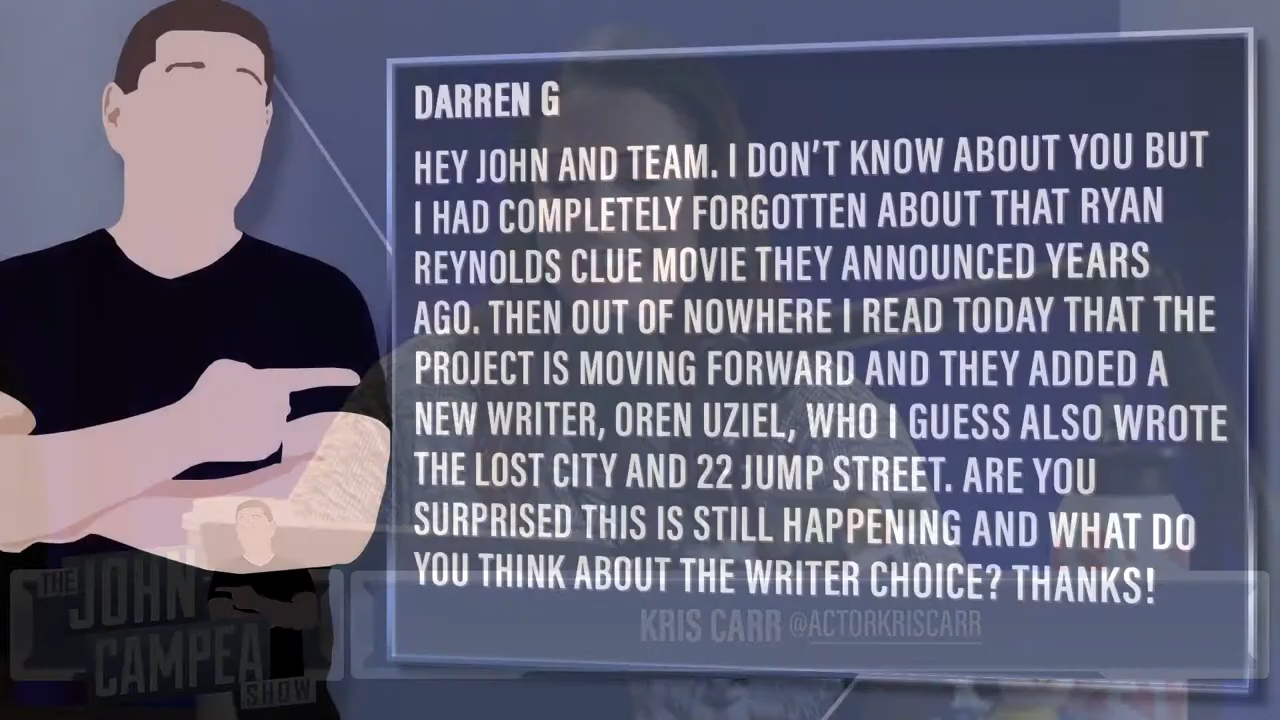 DARREN G
HEY JOHN AND TEAM. I DON'T KNOW ABOUT YOU BUT
I HAD COMPLETELY FORGOTTEN ABOUT THAT RYAN
REYNOLDS CLUE MOVIE THEY ANNOUNCED YEARS
AGO. THEN OUT OF NOWHERE I READ TODAY THAT THE
PROJECT IS MOVING FORWARD AND THEY ADDED A
NEW WRITER, OREN UZIEL, WHO I GUESS ALSO WROTE
THE LOST CITY AND 22 JUMP STREET. ARE YOU
SURPRISED THIS IS STILL HAPPENING AND WHAT DO
YOU THINK ABOUT THE WRITER CHOICE? THANKS!
KRIS CARR @ACTORKRISCARR
THE
JOHN
CAMPEA
SHOW